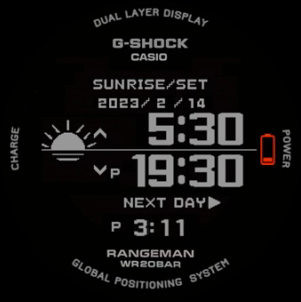 DUAL LAYER DISPLAY
G-SHOCK
CASIO
SUNRISE/SET
2023/ 2 / 14
5:30
CHARGE
POWER
P 19:30
NEXT DAY▶
P 3:11
RANGEMAN
WR20BAR
GLOBAL POSITIONING SYSTEM